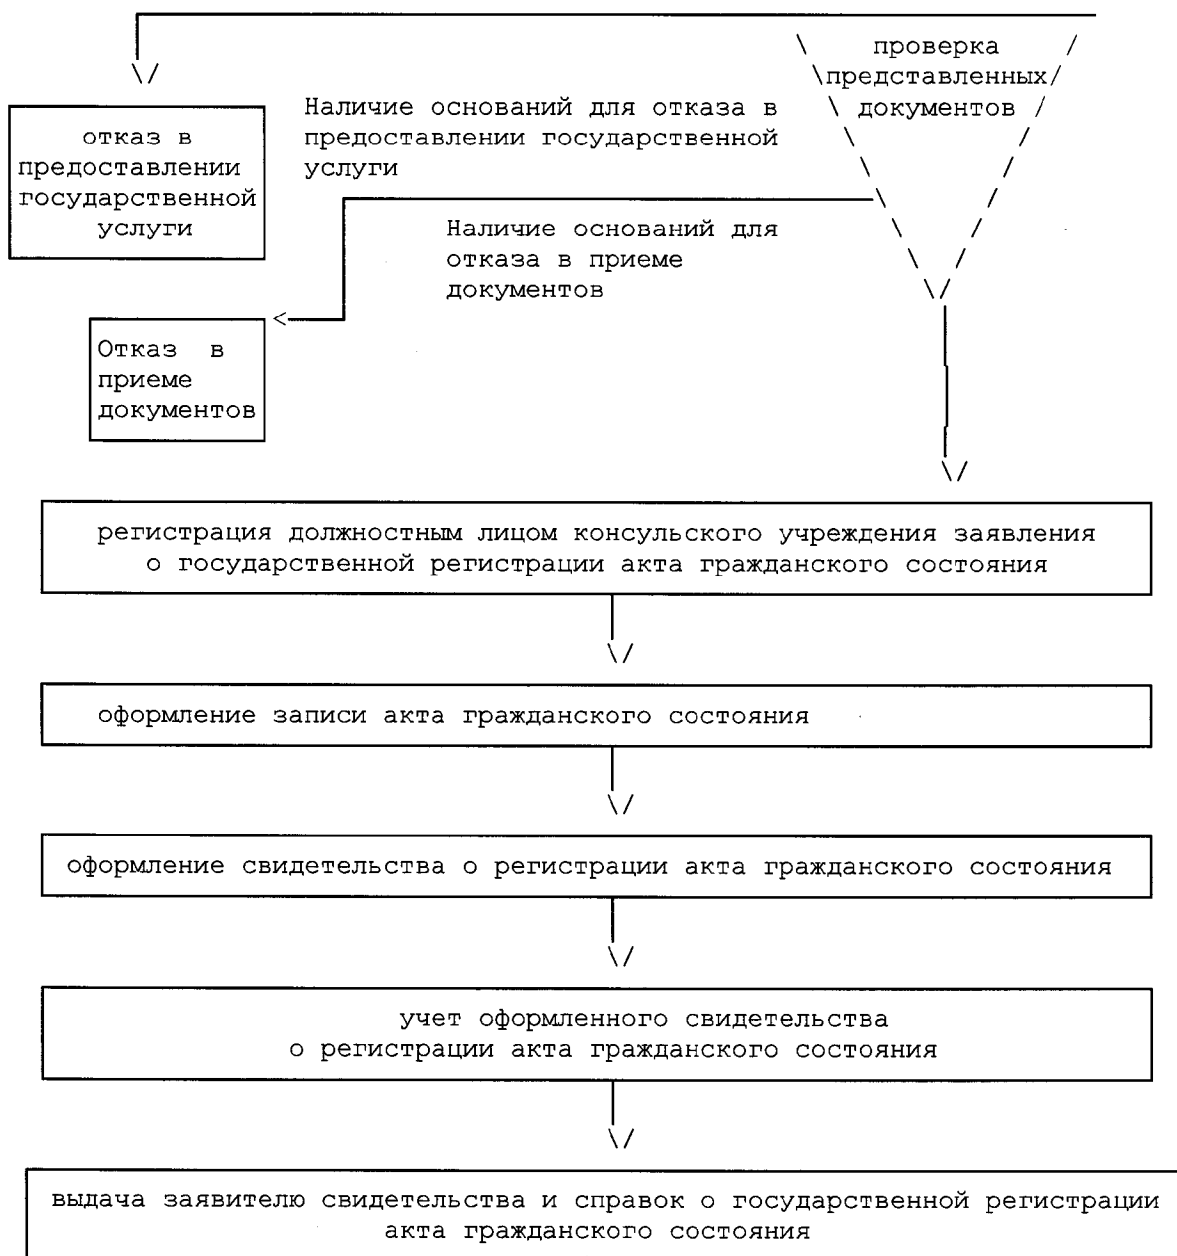 проверка
представленных
документов
Наличие оснований для отказа в
предоставлении государственной
услуги
отказ в
предоставлении
государственной
услуги
Наличие оснований для
отказа в приеме
документов
Отказ в
приеме
документов
регистрация должностным лицом консульского учреждения заявления
о государственной регистрации акта гражданского состояния
оформление записи акта гражданского состояния
оформление свидетельства о регистрации акта гражданского состояния
учет оформленного свидетельства
о регистрации акта гражданского состояния
выдача заявителю свидетельства и справок о государственной регистрации
акта гражданского состояния